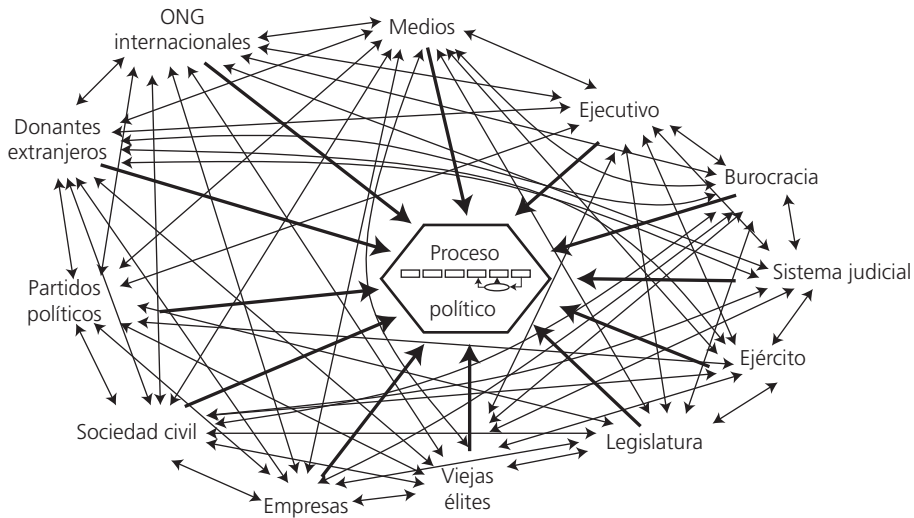 ONG
internacionales
Medios
Ejecutivo
Donantes
extranjeros
Burocracia
Proceso
político
Sistema judicial
Partidos
políticos
Ejército
Sociedad civil
Legislatura
Viejas
élites
Empresas